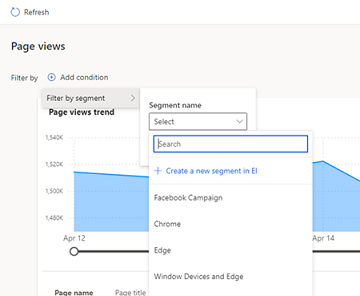 Refresh
Page views
Filter by
Add condition
Filter by segment
Segment name
Page views trend
Select
Search
1,540K
1,520K
1,500K
1,480K
Create a new segment in EI
Facebook Campaign
Chrome
Edge
Window Devices and Edge
Apr 12
Apr 14
Page name
Page title